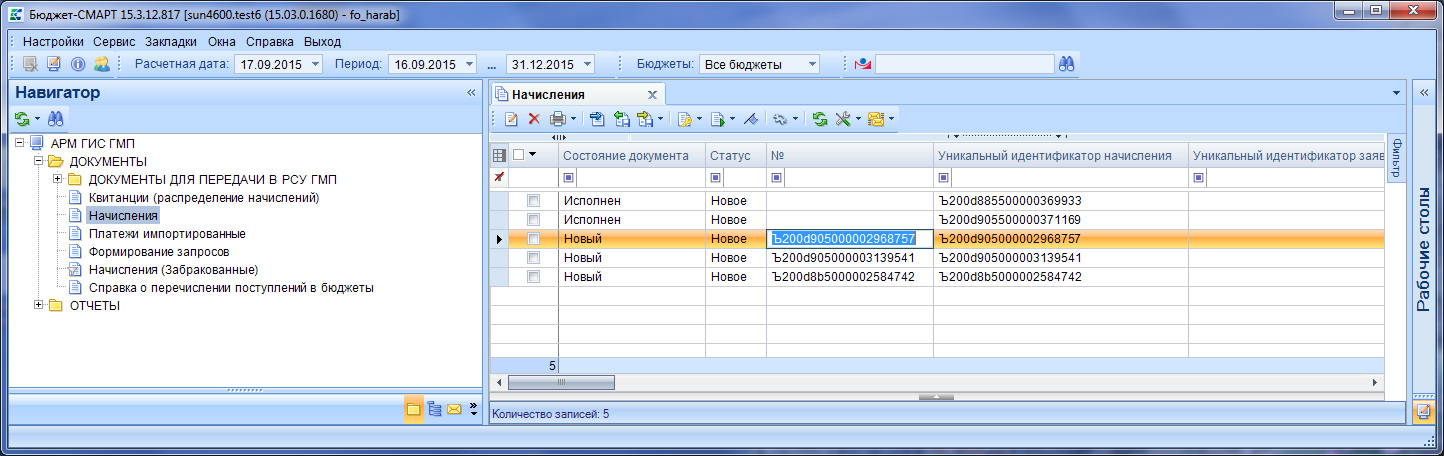 Бюджет-СМАРТ 15.3.12.817 [sun4600.test6 (15.03.0.1680) - fo_harab]
Настройки Сервис Закладки Окна Справка Выход
Расчетная дата: 17.09.2015 Период: 16.09.2015 ... 31.12.2015 Бюджеты: Все бюджеты
Навигатор
АРМ ГИС ГМП
ДОКУМЕНТЫ
ДОКУМЕНТЫ ДЛЯ ПЕРЕДАЧИ В РСУ ГМП
Квитанции (распределение начислений)
Начисления
Платежи импортированные
Формирование запросов
Начисления (Забракованные)
Справка о перечислении поступлений в бюджеты
ОТЧЕТЫ
Начисления
Состояние документа Статус № Уникальный идентификатор начисления Уникальный идентификатор заяв
Исполнен Новое Ъ200d885500000369933
Исполнен Новое Ъ200d905500000371169
Новый Новое Ъ200d905000002968757 Ъ200d905000002968757
Новый Новое Ъ200d905000003139541 Ъ200d905000003139541
Новый Новое Ъ200d8b5000002584742 Ъ200d8b5000002584742
5
Количество записей: 5
Фильтр
Рабочие столы